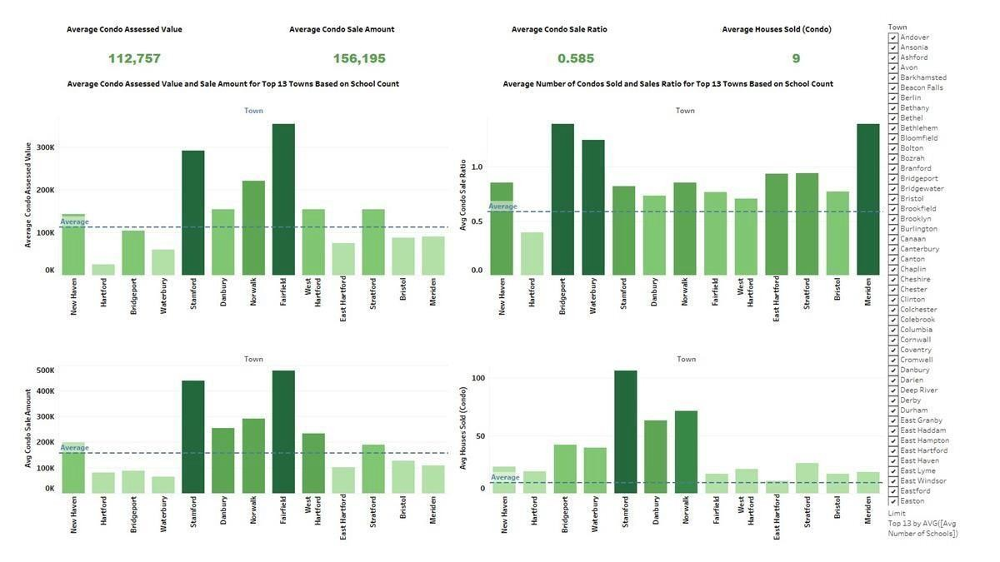 Average Condo Assessed Value
Average Condo Sale Amount
Average Condo Sale Ratio
Average Houses Sold (Condo)
112,757
156,195
0.585
9
Average Condo Assessed Value and Sale Amount for Top 13 Towns Based on School Count
Town
Average Condo Assessed Value
300K
200K
100K
0K
Average
New Haven
Hartford
Bridgeport
Waterbury
Stamford
Danbury
Norwalk
Fairfield
West
Hartford
East Hartford
Stratford
Bristol
Meriden
Town
Avg Condo Sale Amount
500K
400K
300K
200K
100K
0K
Average
New Haven
Hartford
Bridgeport
Waterbury
Stamford
Danbury
Norwalk
Fairfield
West
Hartford
East Hartford
Stratford
Bristol
Meriden
Average Number of Condos Sold and Sales Ratio for Top 13 Towns Based on School Count
Town
Avg Condo Sale Ratio
1.0
0.5
0.0
Average
New Haven
Hartford
Bridgeport
Waterbury
Stamford
Danbury
Norwalk
Fairfield
West
Hartford
East Hartford
Stratford
Bristol
Meriden
Town
Avg Houses Sold (Condo)
100
50
0
Average
New Haven
Hartford
Bridgeport
Waterbury
Stamford
Danbury
Norwalk
Fairfield
West
Hartford
East Hartford
Stratford
Bristol
Meriden
Town
Andover
Ansonia
Ashford
Avon
Barkhamsted
Beacon Falls
Berlin
Bethany
Bethel
Bethlehem
Bloomfield
Bolton
Bozrah
Branford
Bridgeport
Bridgewater
Bristol
Brookfield
Brooklyn
Burlington
Canaan
Canterbury
Canton
Chaplin
Cheshire
Chester
Clinton
Colchester
Colebrook
Columbia
Cornwall
Coventry
Cromwell
Danbury
Darien
Deep River
Derby
Durham
East Granby
East Haddam
East Hampton
East Hartford
East Haven
East Lyme
East Windsor
Eastford
Easton
Limit
Top 13 by AVG([Avg
Number of Schools])